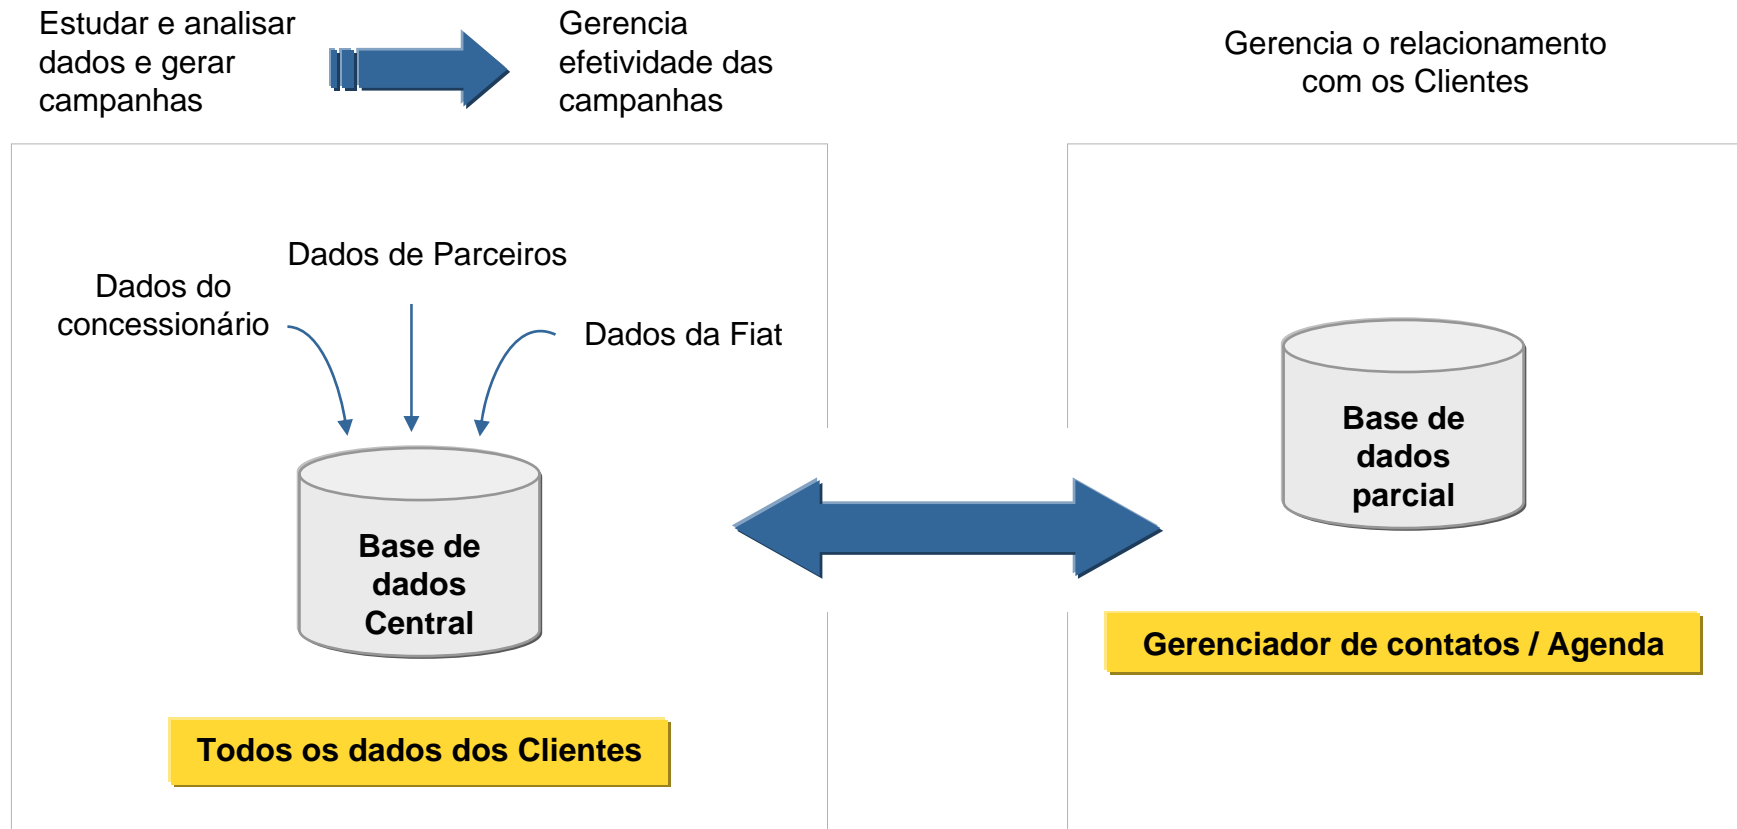 Estudar e analisar
dados e gerar
campanhas
Gerencia
efetividade das
campanhas
Gerencia o relacionamento
com os Clientes
Dados de Parceiros
Dados do
concessionário
Dados da Fiat
Base de
dados
Central
Todos os dados dos Clientes
Base de
dados
parcial
Gerenciador de contatos / Agenda